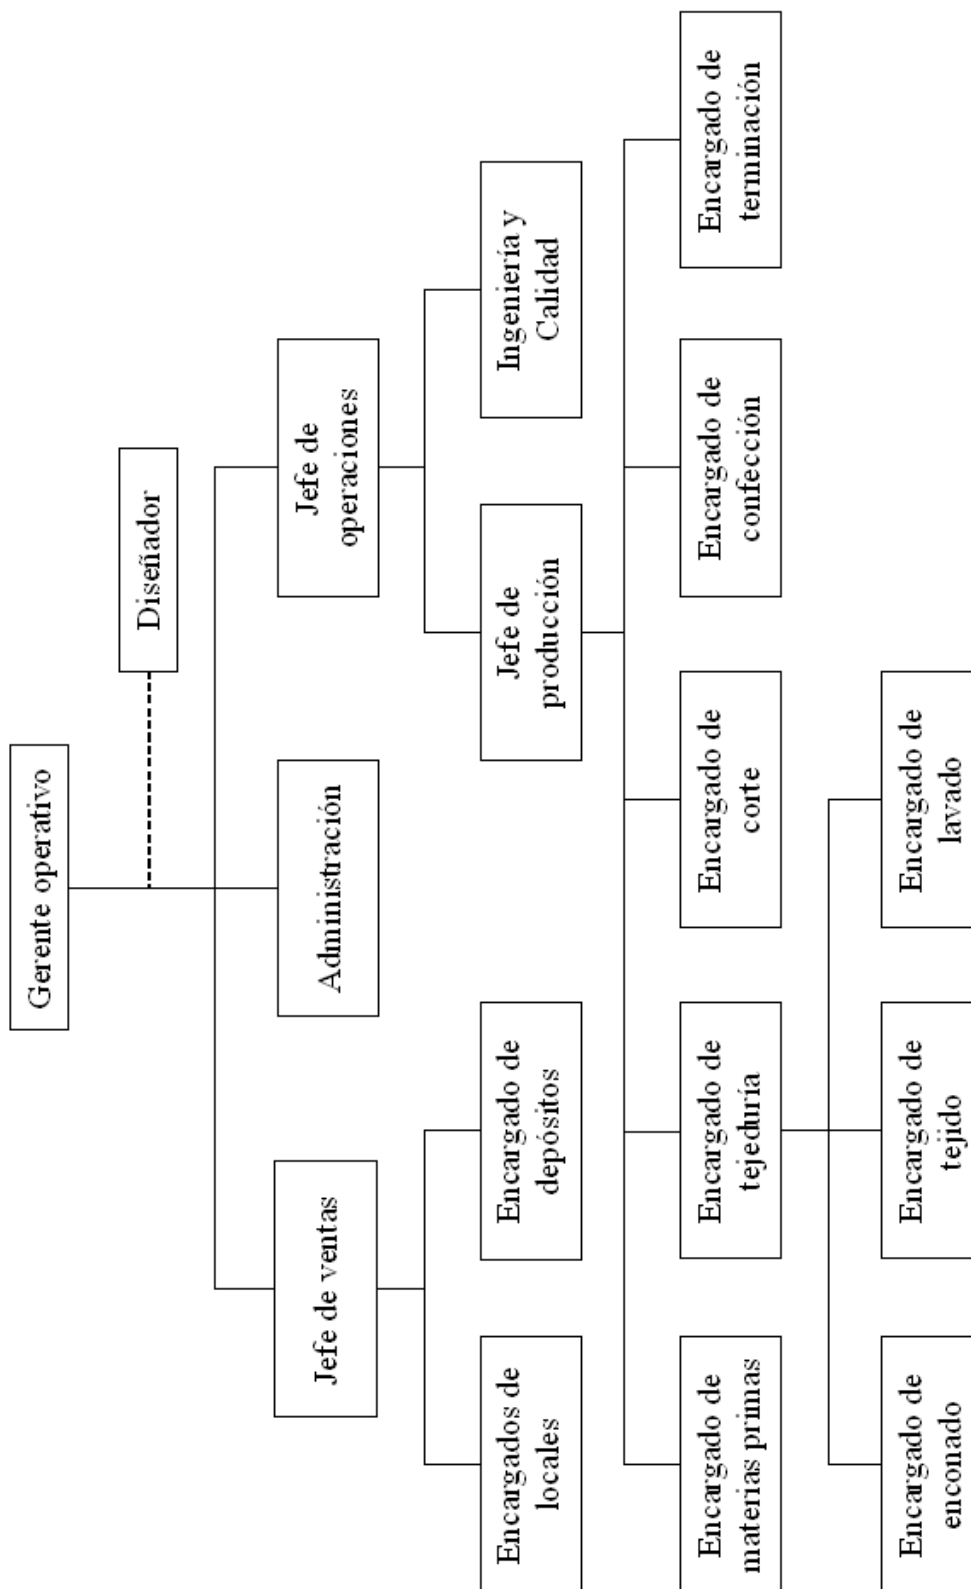 Gerente operativo
Diseñador
Jefe de ventas
Administración
Jefe de
operaciones
Encargados de
locales
Encargado de
depósitos
Jefe de
producción
Ingeniería y
Calidad
Encargado de
materias primas
Encargado de
tejeduría
Encargado de
corte
Encargado de
confección
Encargado de
terminación
Encargado de
enconado
Encargado de
tejido
Encargado de
lavado